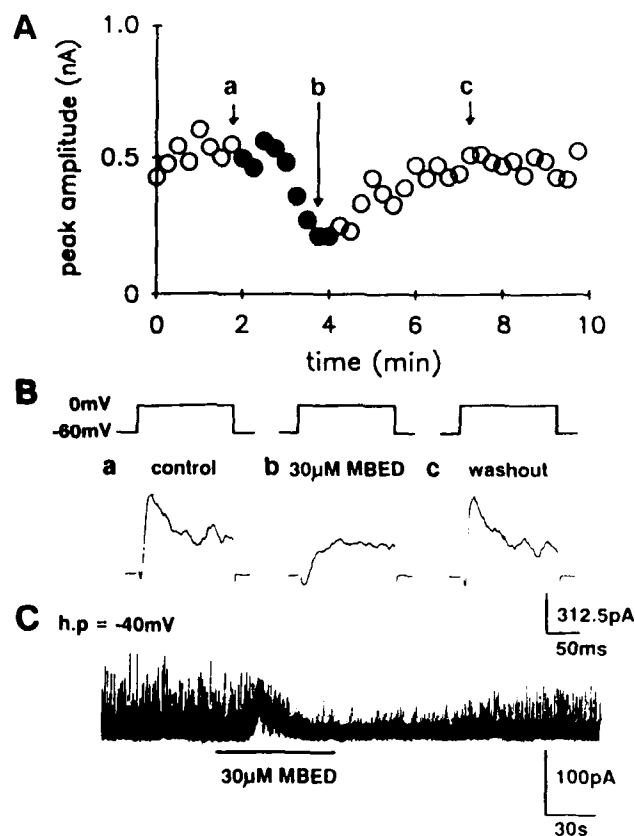 A
peak amplitude (nA)
1.0
0.5
0
a
b
c
0 2 4 6 8 10
time (min)
B
0mV
-60mV
a control b 30µM MBED c washout
312.5pA
50ms
C h.p = -40mV
30µM MBED
100pA
30s